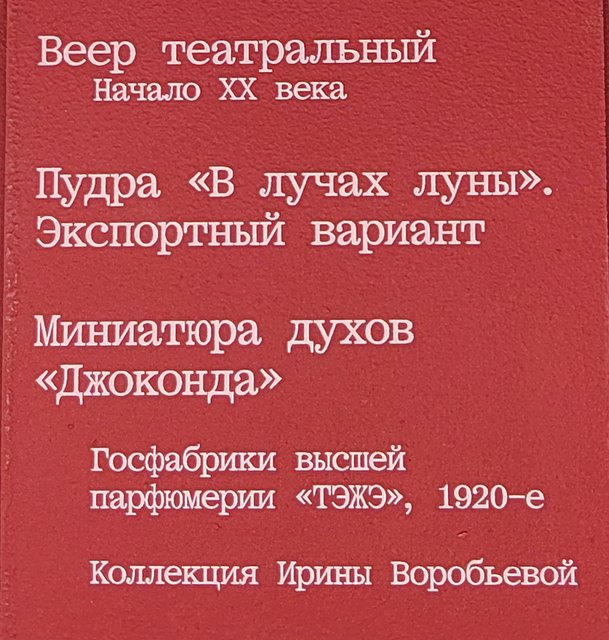 Веер театральный
Начало XX века
Пудра «В лучах луны».
Экспортный вариант
Миниатюра духов
«Джоконда»
Госфабрики высшей
парфюмерии «ТЭЖЭ», 1920-е
Коллекция Ирины Воробьевой